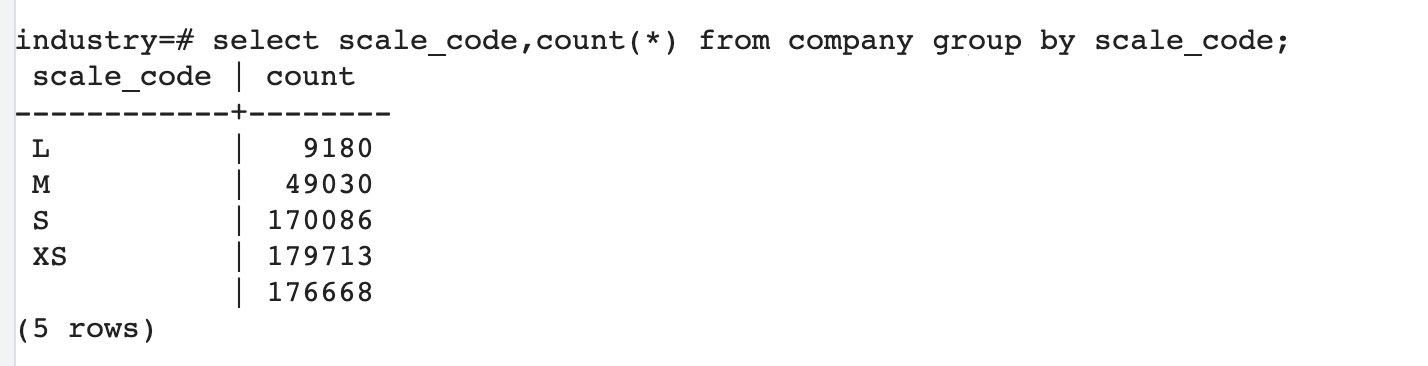 industry=# select scale_code,count(*) from company group by scale_code;
 scale_code | count
------------+--------
 L          |   9180
 M          |  49030
 S          | 170086
 XS         | 179713
            | 176668
(5 rows)